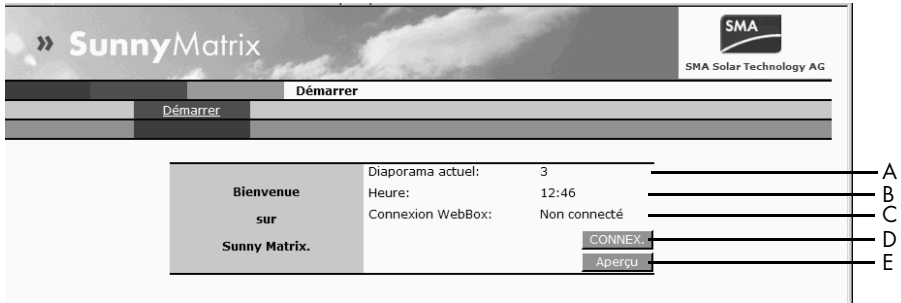 » SunnyMatrix
SMA
SMA Solar Technology AG
Démarrer
Démarrer
Bienvenue
sur
Sunny Matrix.
Diaporama actuel: 3
Heure: 12:46
Connexion WebBox: Non connecté
CONNEX.
Aperçu
A
B
C
D
E